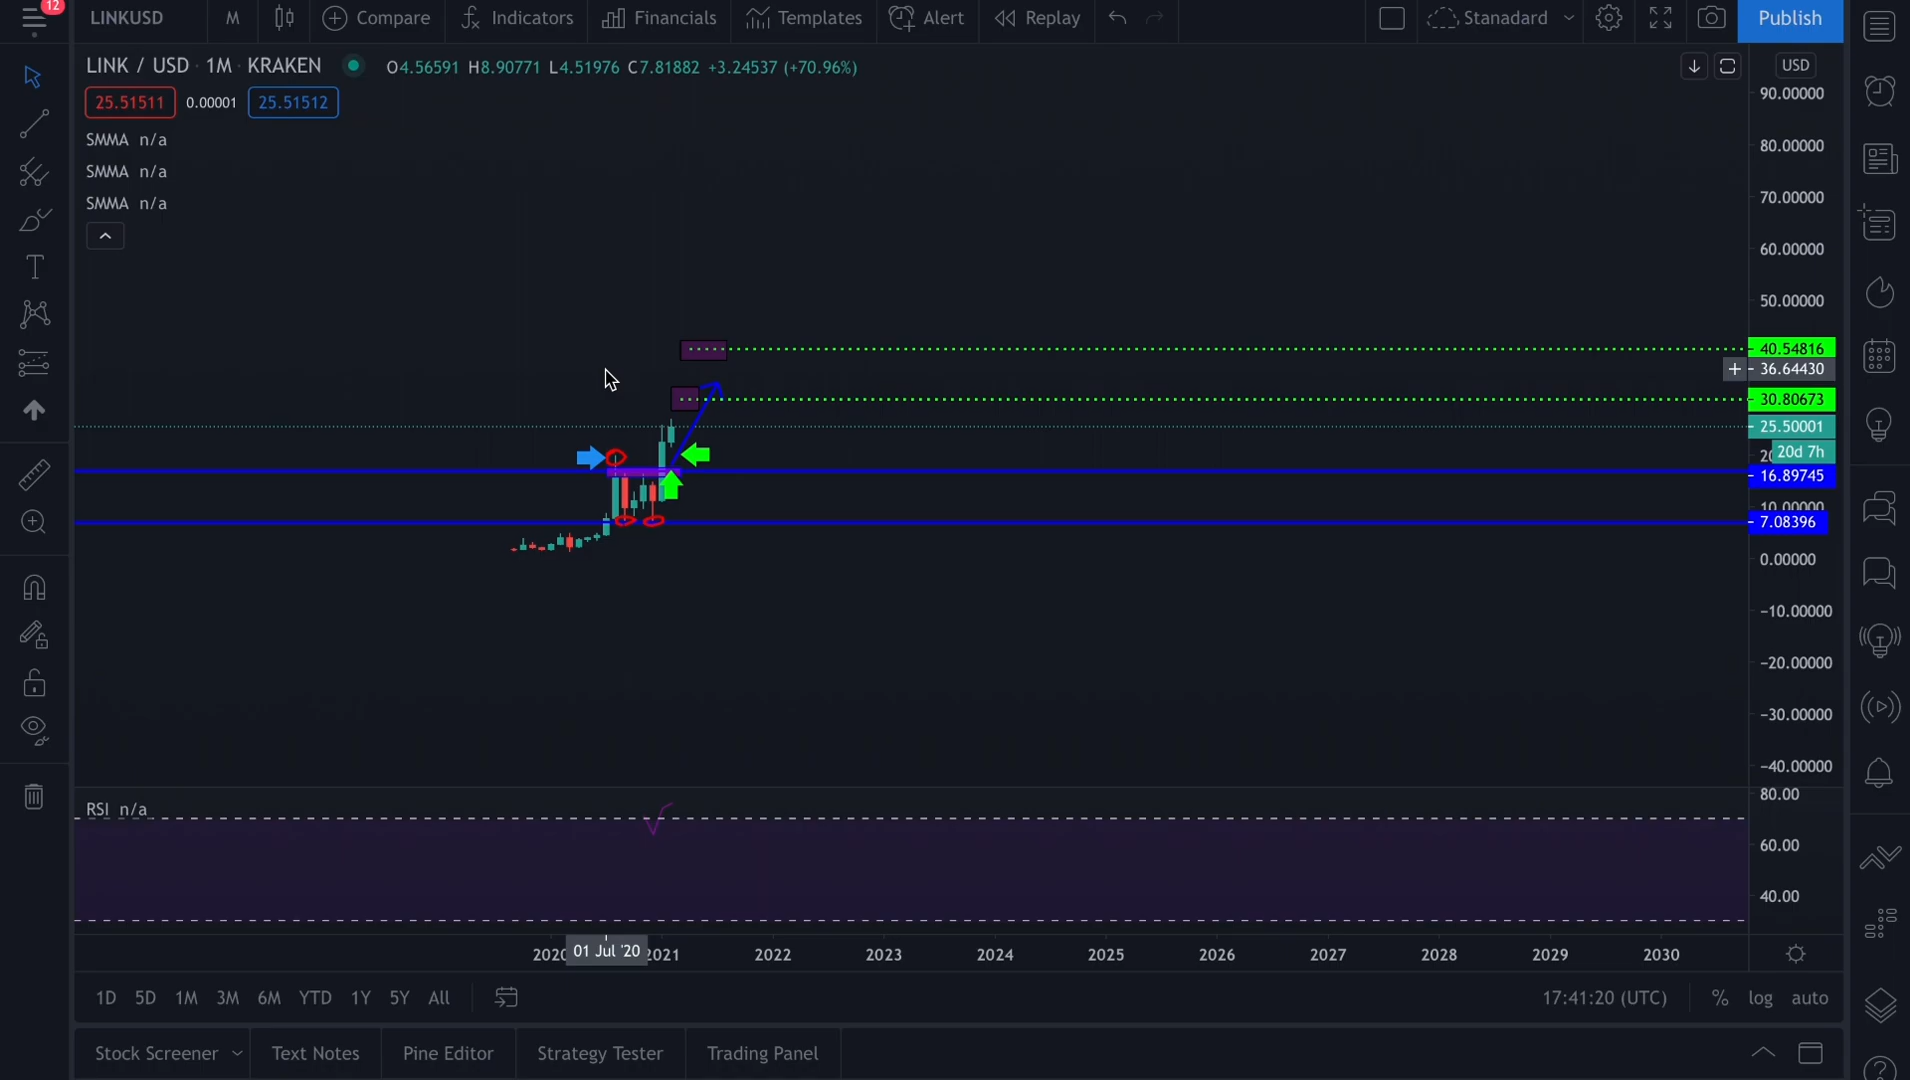 12
LINKUSD M Compare Indicators Financials Templates Alert Replay Stanadard Publish
LINK / USD · 1M · KRAKEN O4.56591 H8.90771 L4.51976 C7.81882 +3.24537 (+70.96%) USD
25.51511 0.00001 25.51512
SMMA n/a
SMMA n/a
SMMA n/a
90.00000
80.00000
70.00000
60.00000
50.00000
40.54816
36.64430
30.80673
25.50001
20d 7h
16.89745
10.00000
7.08396
0.00000
−10.00000
−20.00000
−30.00000
−40.00000
RSI n/a
80.00
60.00
40.00
2020 01 Jul '20 2021 2022 2023 2024 2025 2026 2027 2028 2029 2030
1D 5D 1M 3M 6M YTD 1Y 5Y All 17:41:20 (UTC) % log auto
Stock Screener Text Notes Pine Editor Strategy Tester Trading Panel